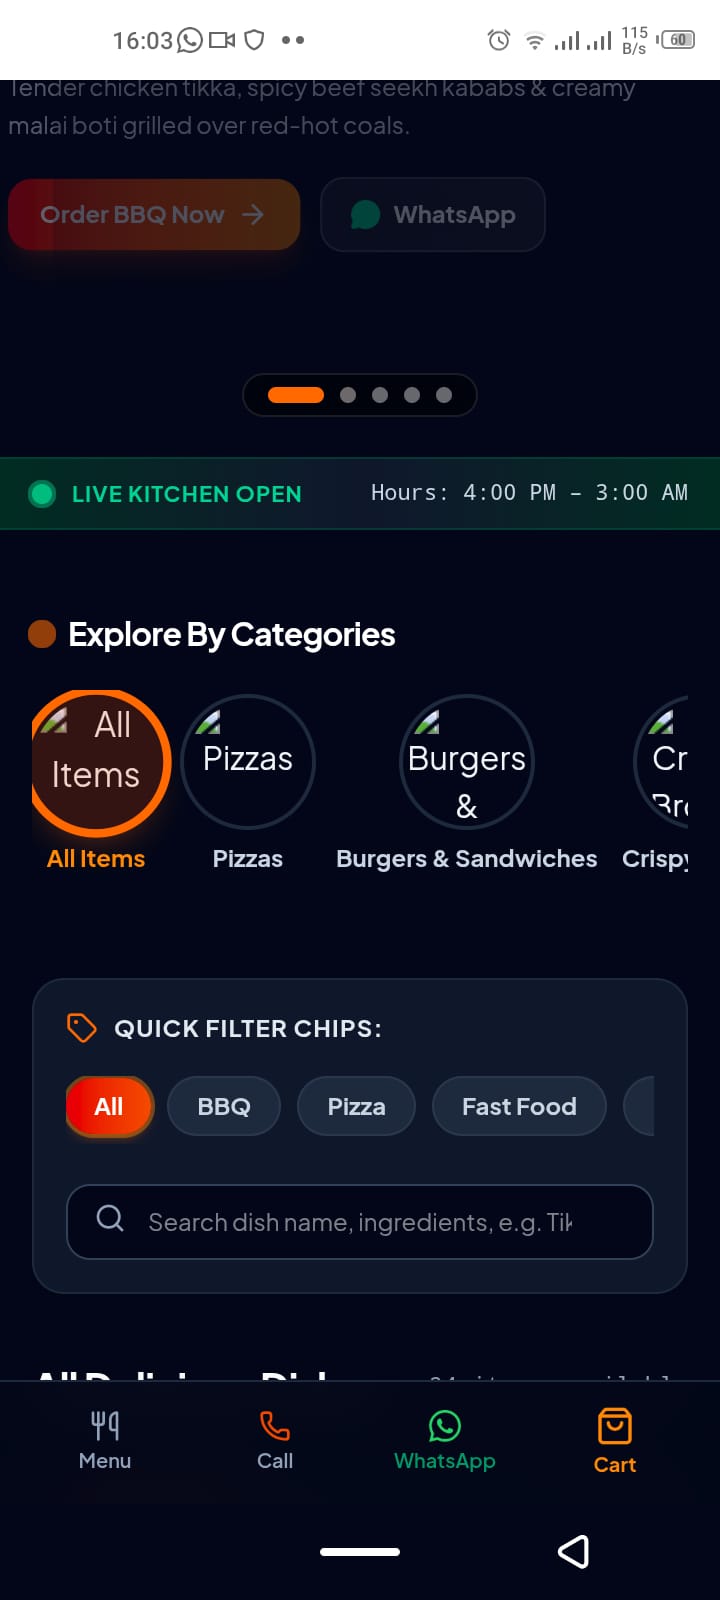 16:03
115
B/s
60
Tender chicken tikka, spicy beef seekh kababs & creamy
malai boti grilled over red-hot coals.
Order BBQ Now
WhatsApp
LIVE KITCHEN OPEN
Hours: 4:00 PM – 3:00 AM
Explore By Categories
All
Items
Pizzas
Burgers
&
Cr
Bro
All Items
Pizzas
Burgers & Sandwiches
Crispy
QUICK FILTER CHIPS:
All
BBQ
Pizza
Fast Food
Search dish name, ingredients, e.g. Tik
Menu
Call
WhatsApp
Cart